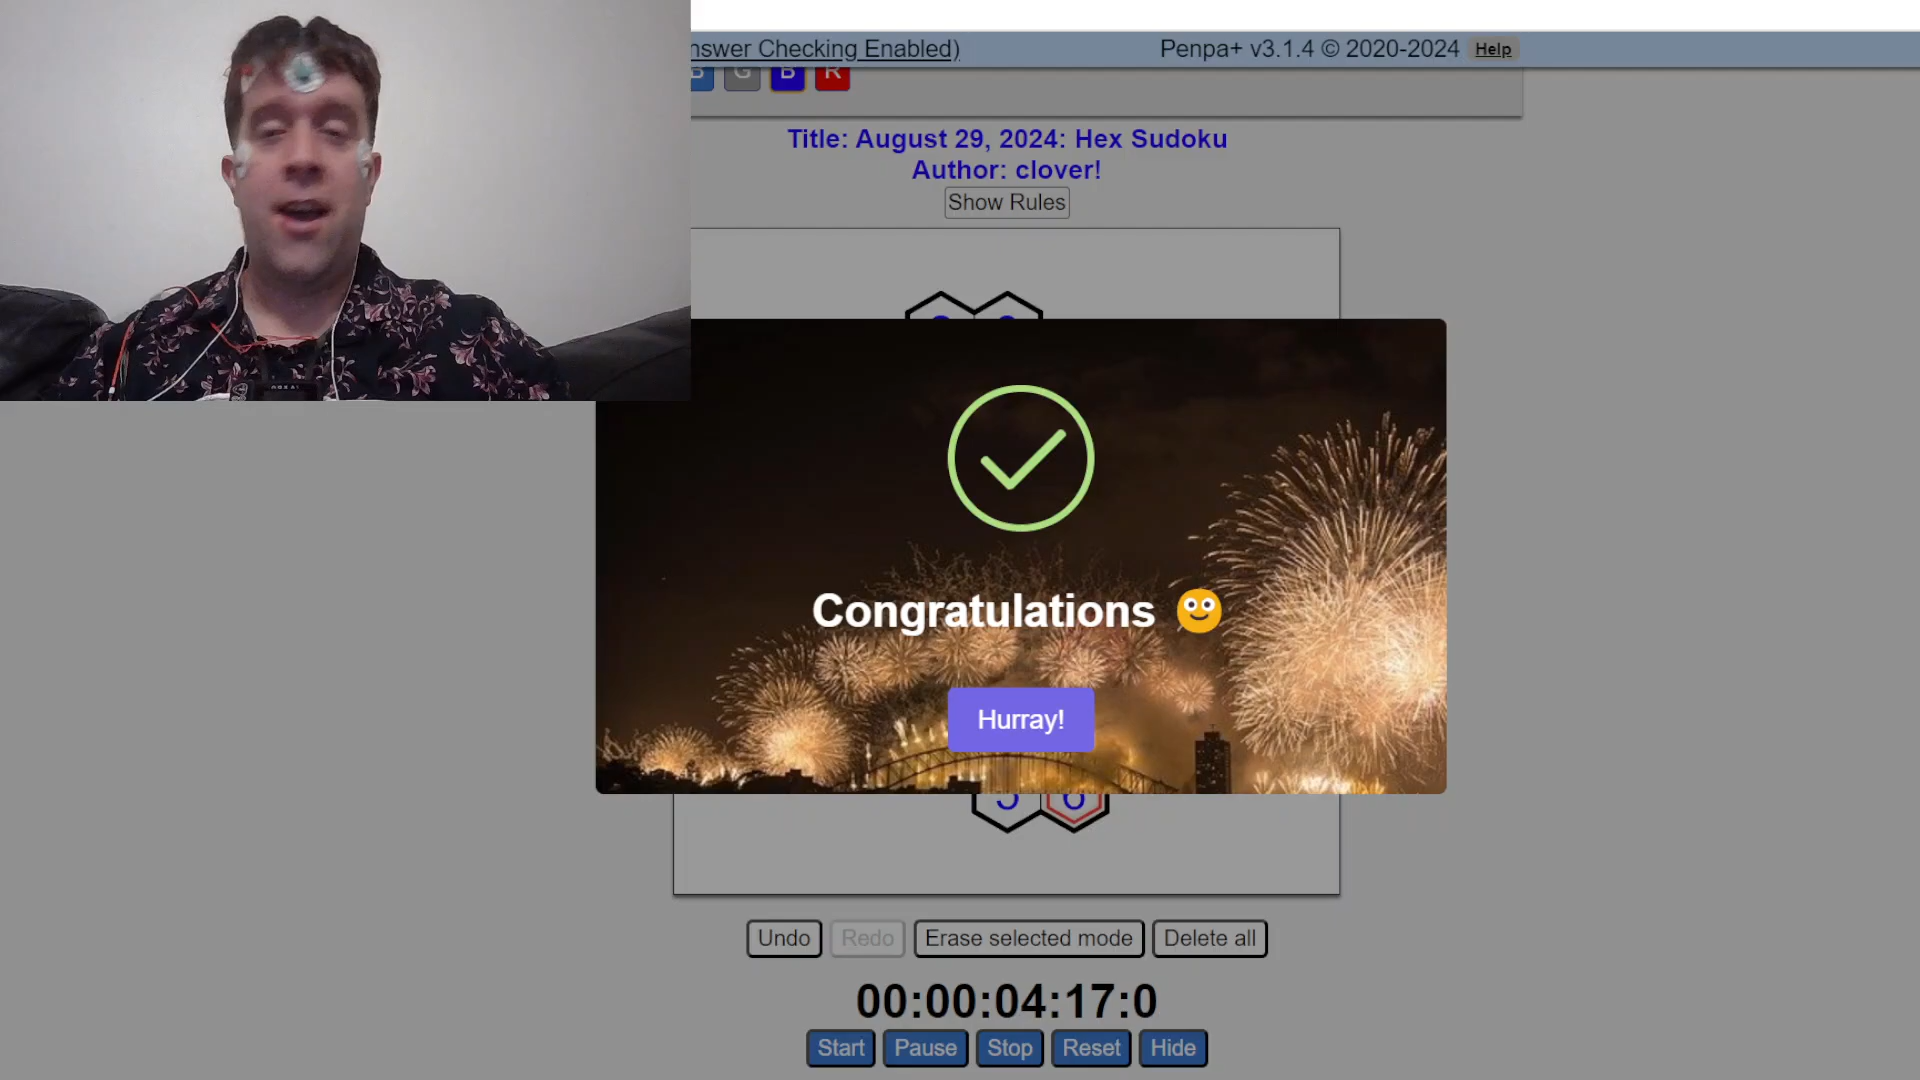 nswer Checking Enabled)
Penpa+ v3.1.4 © 2020-2024 Help
B G B R
Title: August 29, 2024: Hex Sudoku
Author: clover!
Show Rules
Congratulations
Hurray!
Undo Redo Erase selected mode Delete all
00:00:04:17:0
Start Pause Stop Reset Hide